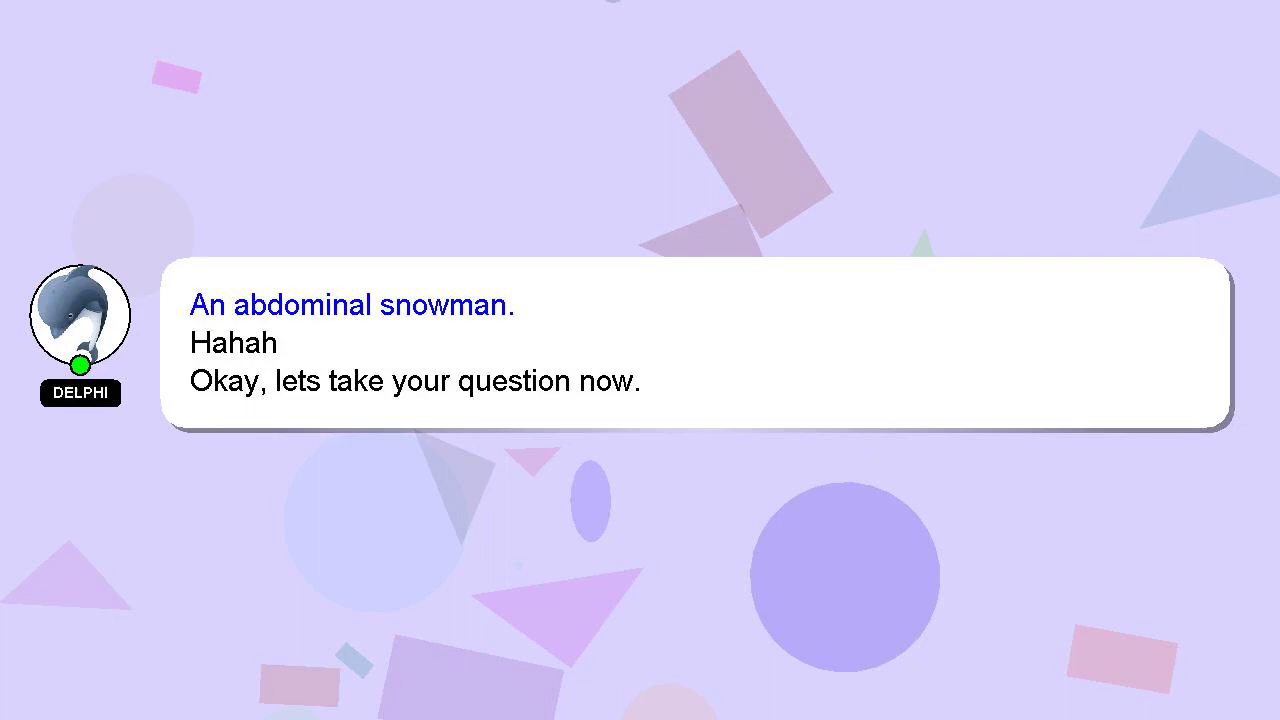 An abdominal snowman.
Hahah
Okay, lets take your question now.
DELPHI